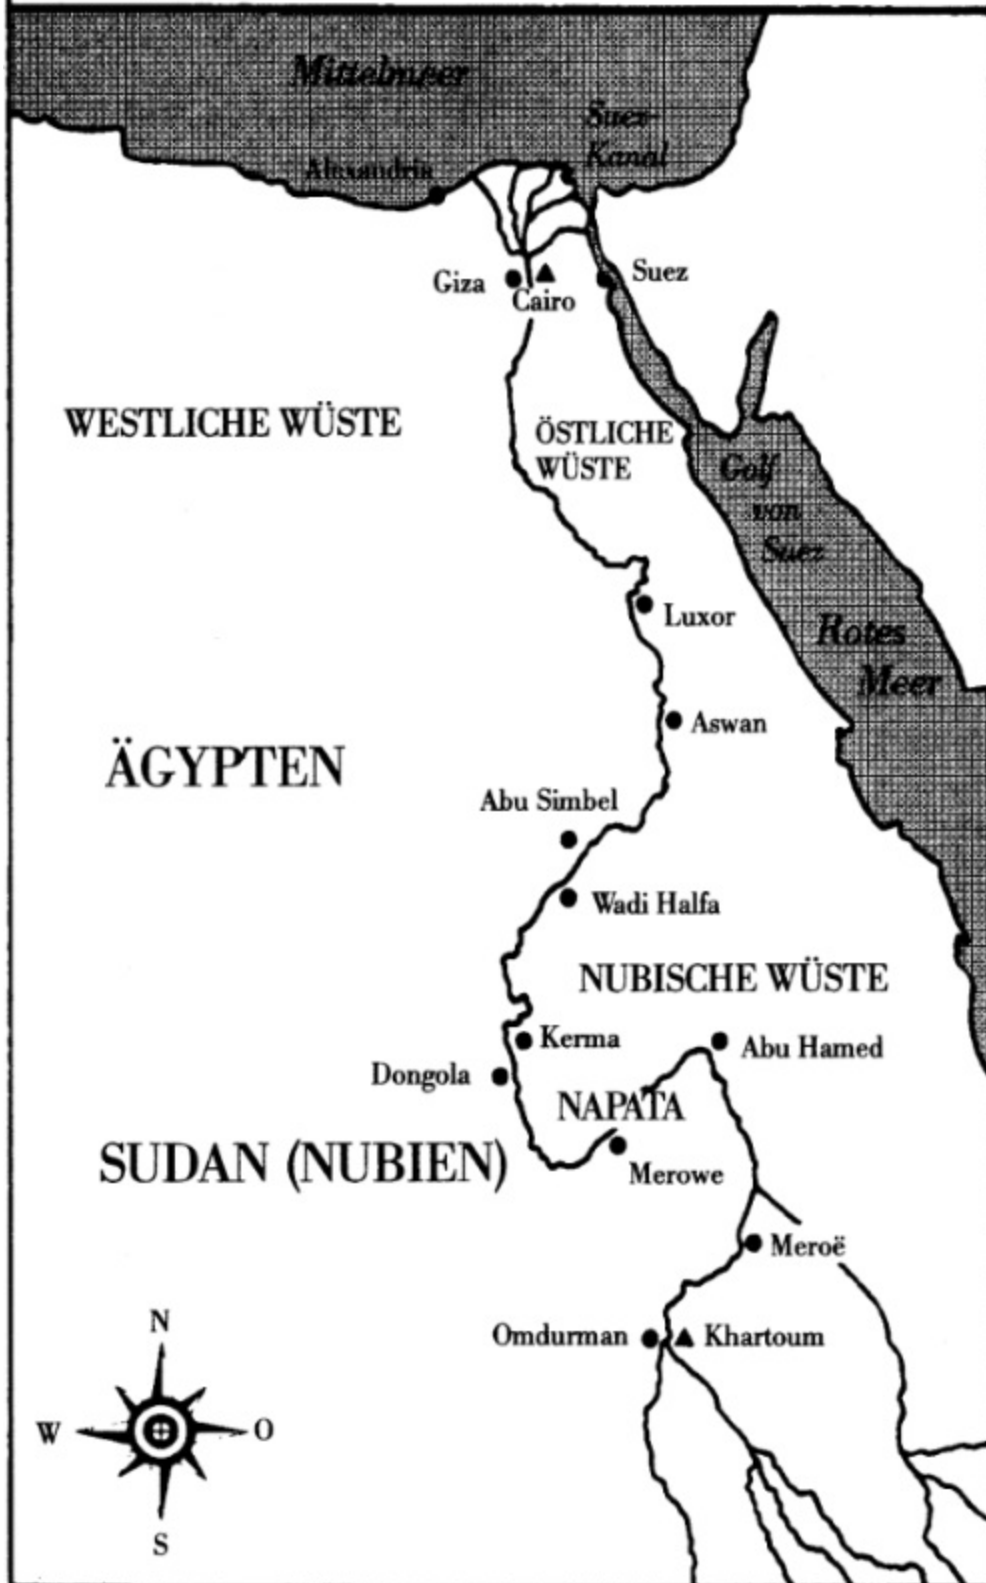 Mittelmeer
Suez-
Kanal
Alexandria
Giza
Cairo
Suez
WESTLICHE WÜSTE
ÖSTLICHE
WÜSTE
Golf
von
Suez
Luxor
Rotes
Meer
Aswan
ÄGYPTEN
Abu Simbel
Wadi Halfa
NUBISCHE WÜSTE
Kerma
Abu Hamed
Dongola
NAPATA
SUDAN (NUBIEN)
Merowe
Meroë
N
Omdurman
Khartoum
W
O
S